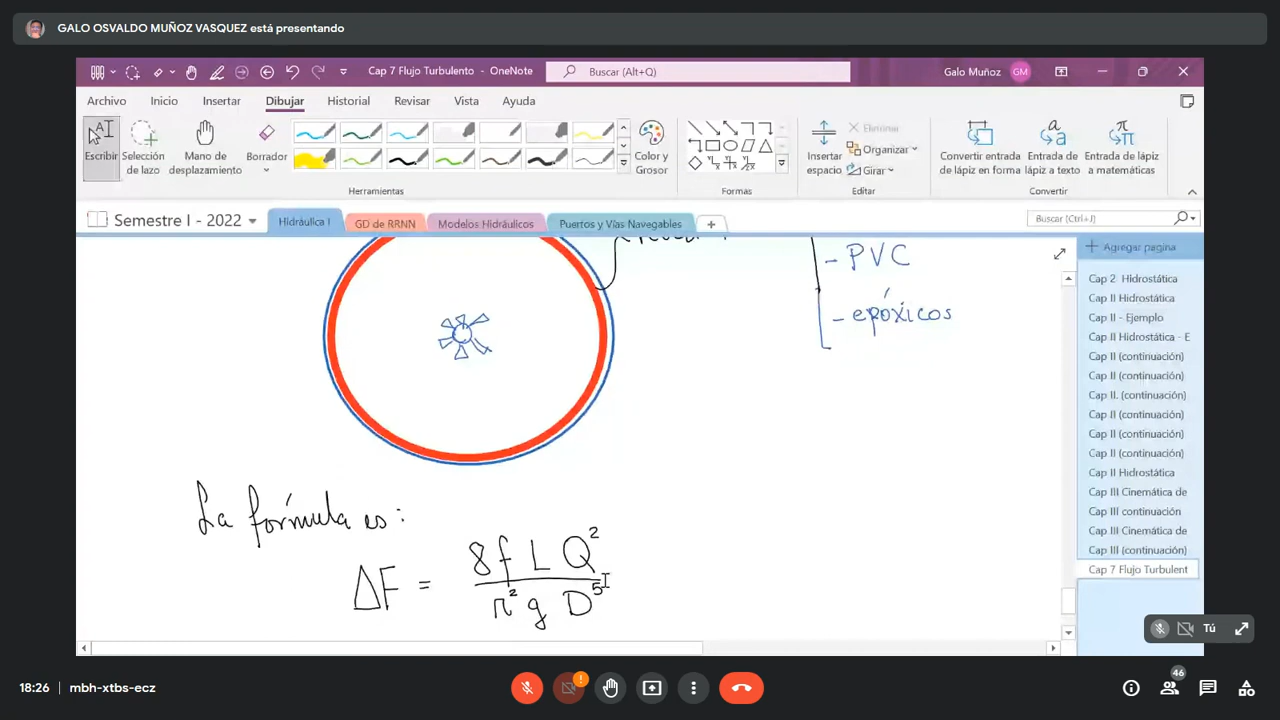 GALO OSVALDO MUÑOZ VASQUEZ está presentando
Cap 7 Flujo Turbulento - OneNote
Buscar (Alt+Q)
Galo Muñoz GM
Archivo Inicio Insertar Dibujar Historial Revisar Vista Ayuda
Escribir
Selección de lazo
Mano de desplazamiento
Borrador
Herramientas
Color y Grosor
Formas
Insertar espacio
Eliminar
Organizar
Girar
Editar
Convertir entrada de lápiz en forma
Entrada de lápiz a texto
Entrada de lápiz a matemáticas
Convertir
Semestre I - 2022
Hidráulica I
GD de RRNN
Modelos Hidráulicos
Puertos y Vías Navegables
Buscar (Ctrl+J)
- PVC
- epóxicos
La fórmula es:
ΔF = 8 f L Q² / π² g D⁵
Agregar página
Cap 2 Hidrostática
Cap II Hidrostática
Cap II - Ejemplo
Cap II Hidrostática - E
Cap II (continuación)
Cap II (continuación)
Cap II. (continuación)
Cap II (continuación)
Cap II (continuación)
Cap II (continuación)
Cap II Hidrostática
Cap III Cinemática de
Cap III continuación
Cap III Cinemática de
Cap III (continuación)
Cap 7 Flujo Turbulent
Tú
18:26 mbh-xtbs-ecz
46